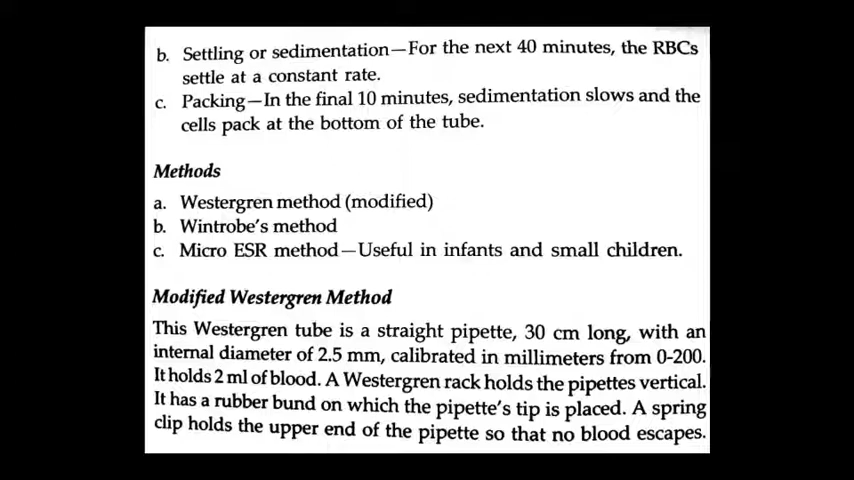 b. Settling or sedimentation—For the next 40 minutes, the RBCs
settle at a constant rate.
c. Packing—In the final 10 minutes, sedimentation slows and the
cells pack at the bottom of the tube.
Methods
a. Westergren method (modified)
b. Wintrobe's method
c. Micro ESR method—Useful in infants and small children.
Modified Westergren Method
This Westergren tube is a straight pipette, 30 cm long, with an
internal diameter of 2.5 mm, calibrated in millimeters from 0-200.
It holds 2 ml of blood. A Westergren rack holds the pipettes vertical.
It has a rubber bund on which the pipette's tip is placed. A spring
clip holds the upper end of the pipette so that no blood escapes.